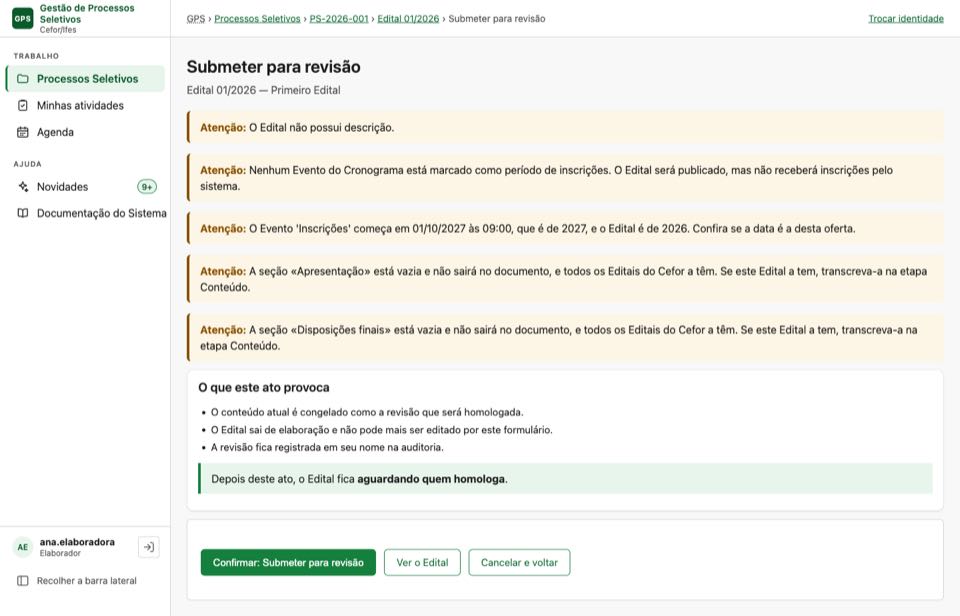 GPS
Gestão de Processos
Seletivos
Cefor/Ifes
GPS › Processos Seletivos › PS-2026-001 › Edital 01/2026 › Submeter para revisão
Trocar identidade
TRABALHO
Processos Seletivos
Minhas atividades
Agenda
AJUDA
Novidades 9+
Documentação do Sistema
Submeter para revisão
Edital 01/2026 — Primeiro Edital
Atenção: O Edital não possui descrição.
Atenção: Nenhum Evento do Cronograma está marcado como período de inscrições. O Edital será publicado, mas não receberá inscrições pelo
sistema.
Atenção: O Evento 'Inscrições' começa em 01/10/2027 às 09:00, que é de 2027, e o Edital é de 2026. Confira se a data é a desta oferta.
Atenção: A seção «Apresentação» está vazia e não sairá no documento, e todos os Editais do Cefor a têm. Se este Edital a tem, transcreva-a na etapa
Conteúdo.
Atenção: A seção «Disposições finais» está vazia e não sairá no documento, e todos os Editais do Cefor a têm. Se este Edital a tem, transcreva-a na
etapa Conteúdo.
O que este ato provoca
• O conteúdo atual é congelado como a revisão que será homologada.
• O Edital sai de elaboração e não pode mais ser editado por este formulário.
• A revisão fica registrada em seu nome na auditoria.
Depois deste ato, o Edital fica aguardando quem homologa.
Confirmar: Submeter para revisão
Ver o Edital
Cancelar e voltar
AE
ana.elaboradora
Elaborador
Recolher a barra lateral